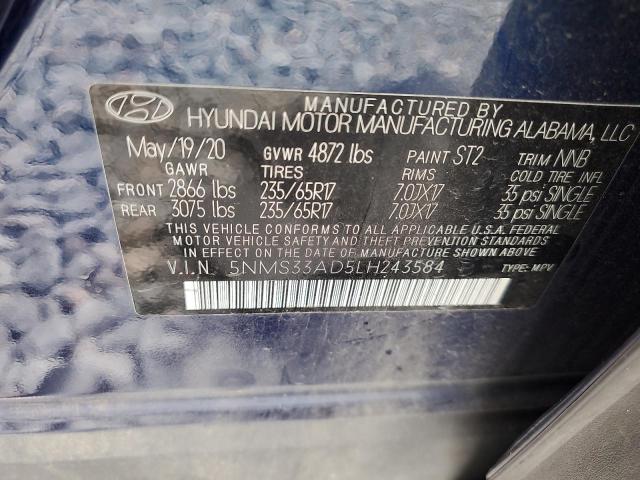 MANUFACTURED BY
HYUNDAI MOTOR MANUFACTURING ALABAMA, LLC
May/19/20 GVWR 4872 lbs PAINT ST2 TRIM NNB
GAWR TIRES RIMS COLD TIRE INFL
FRONT 2866 lbs 235/65R17 7.0JX17 35 psi SINGLE
REAR 3075 lbs 235/65R17 7.0JX17 35 psi SINGLE
THIS VEHICLE CONFORMS TO ALL APPLICABLE U.S.A. FEDERAL
MOTOR VEHICLE SAFETY AND THEFT PREVENTION STANDARDS
IN EFFECT ON THE DATE OF MANUFACTURE SHOWN ABOVE
V.I.N. 5NMS33AD5LH243584 TYPE: MPV